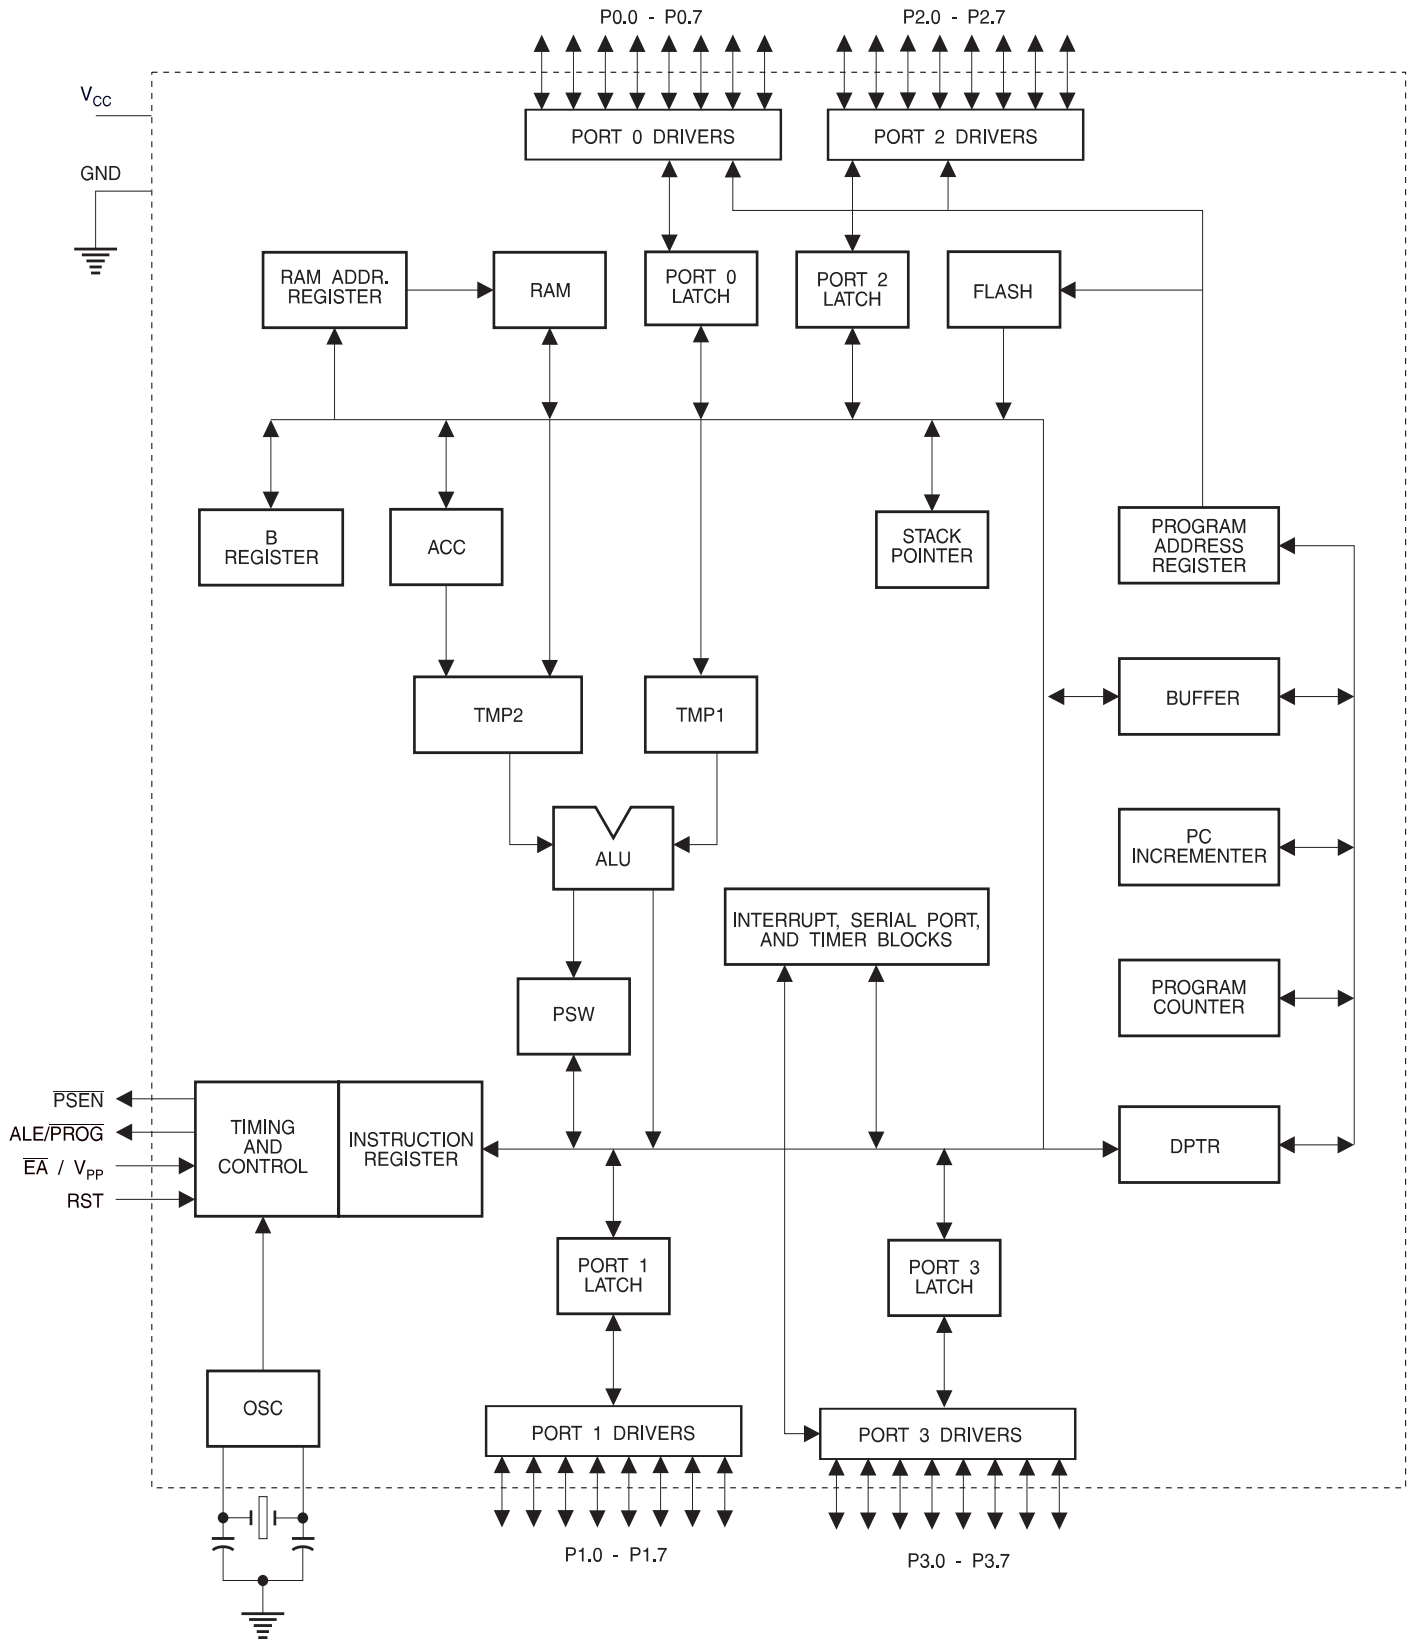 P0.0 - P0.7
P2.0 - P2.7
VCC
GND
PORT 0 DRIVERS
PORT 2 DRIVERS
RAM ADDR.
REGISTER
RAM
PORT 0
LATCH
PORT 2
LATCH
FLASH
B
REGISTER
ACC
STACK
POINTER
PROGRAM
ADDRESS
REGISTER
TMP2
TMP1
BUFFER
ALU
PC
INCREMENTER
INTERRUPT, SERIAL PORT,
AND TIMER BLOCKS
PSW
PROGRAM
COUNTER
PSEN
ALE/PROG
EA / VPP
RST
TIMING
AND
CONTROL
INSTRUCTION
REGISTER
DPTR
PORT 1
LATCH
PORT 3
LATCH
OSC
PORT 1 DRIVERS
PORT 3 DRIVERS
P1.0 - P1.7
P3.0 - P3.7